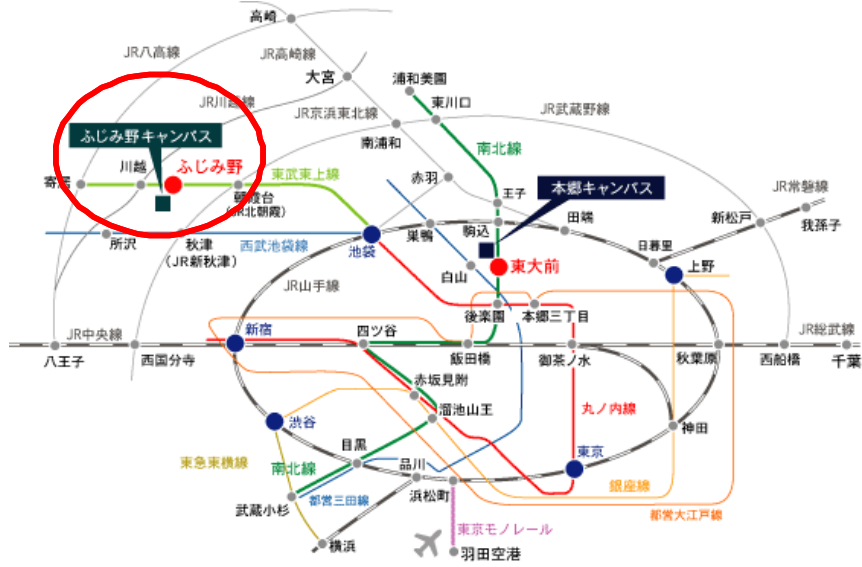 高崎
JR八高線
JR高崎線
大宮
浦和美園
JR川越線
東川口
JR京浜東北線
JR武蔵野線
ふじみ野キャンパス
南浦和
南北線
川越
ふじみ野
東武東上線
赤羽
本郷キャンパス
寄居
朝霞台
(JR北朝霞)
王子
JR常磐線
新松戸
我孫子
所沢
秋津
(JR新秋津)
西武池袋線
池袋
巣鴨
駒込
田端
日暮里
上野
白山
東大前
JR山手線
後楽園
本郷三丁目
JR中央線
新宿
四ツ谷
JR総武線
八王子
西国分寺
飯田橋
御茶ノ水
秋葉原
西船橋
千葉
赤坂見附
溜池山王
丸ノ内線
渋谷
神田
目黒
東京
東急東横線
南北線
品川
銀座線
武蔵小杉
都営三田線
浜松町
都営大江戸線
横浜
東京モノレール
羽田空港